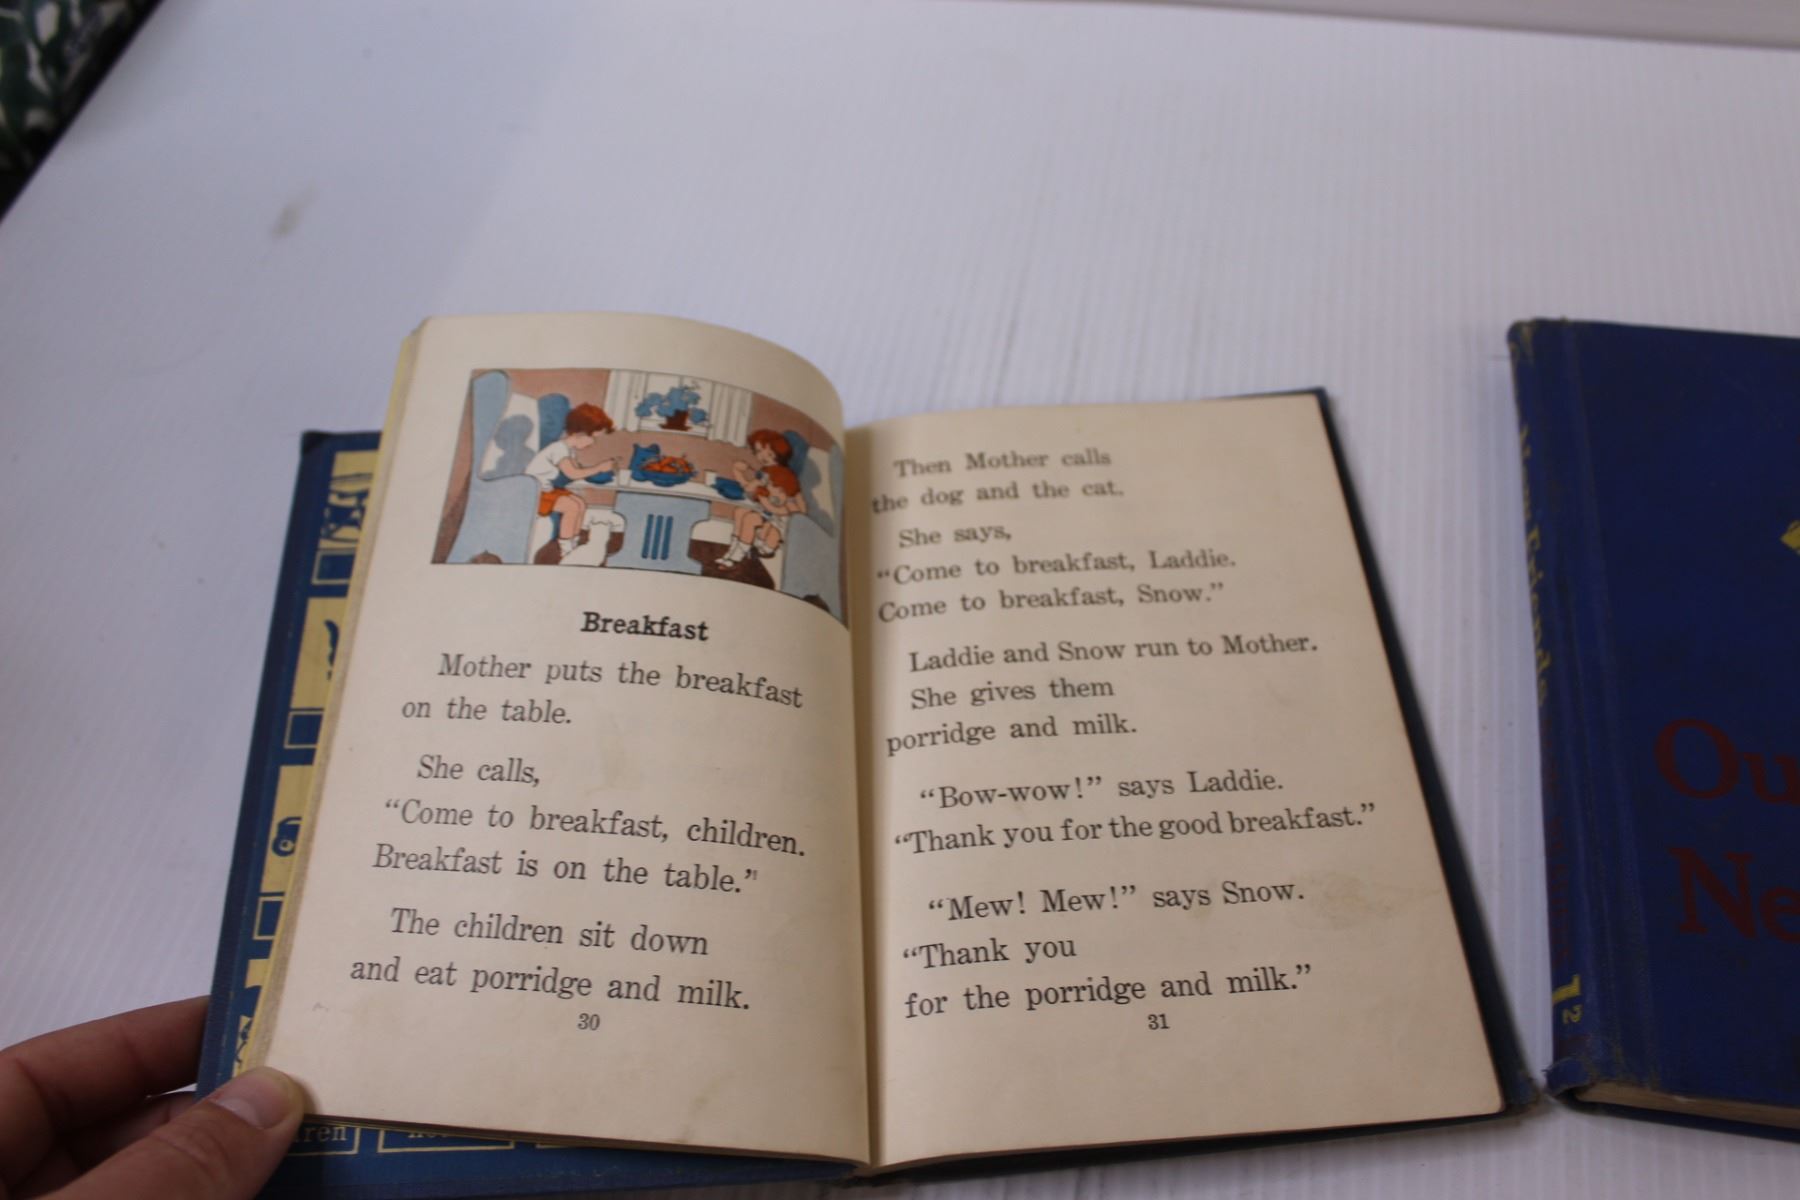 Breakfast
Mother puts the breakfast
on the table.
She calls,
“Come to breakfast, children.
Breakfast is on the table.”
The children sit down
and eat porridge and milk.
30
Then Mother calls
the dog and the cat.
She says,
“Come to breakfast, Laddie.
Come to breakfast, Snow.”
Laddie and Snow run to Mother.
She gives them
porridge and milk.
“Bow-wow!” says Laddie.
“Thank you for the good breakfast.”
“Mew! Mew!” says Snow.
“Thank you
for the porridge and milk.”
31
Ou
Ne
1²